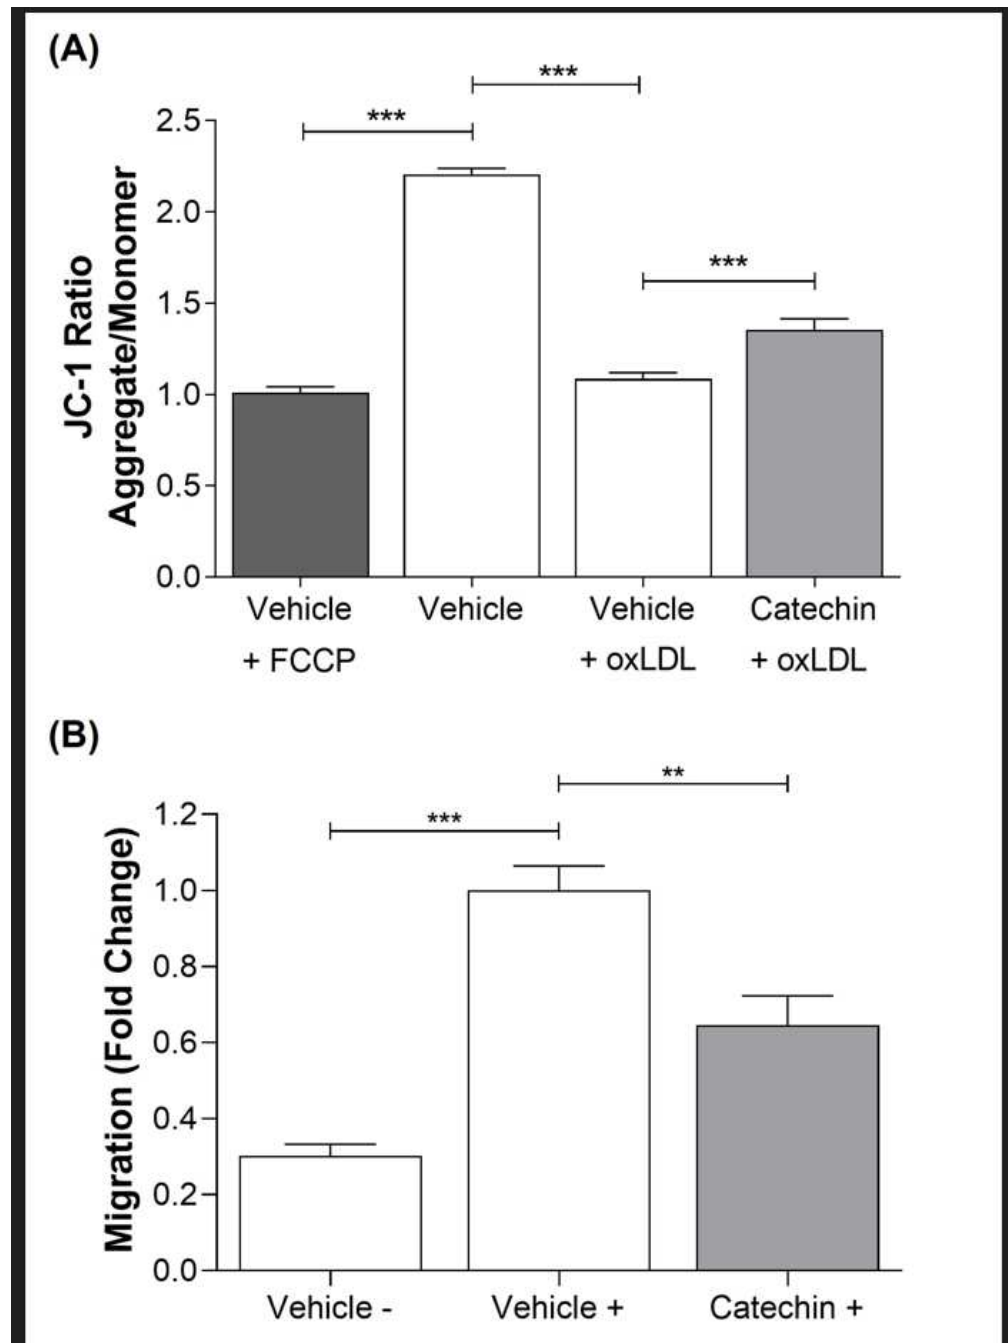 (A)
***
***
***
JC-1 Ratio
Aggregate/Monomer
2.5
2.0
1.5
1.0
0.5
0.0
Vehicle Vehicle Vehicle Catechin
+ FCCP + oxLDL + oxLDL
(B)
**
***
Migration (Fold Change)
1.2
1.0
0.8
0.6
0.4
0.2
0.0
Vehicle - Vehicle + Catechin +